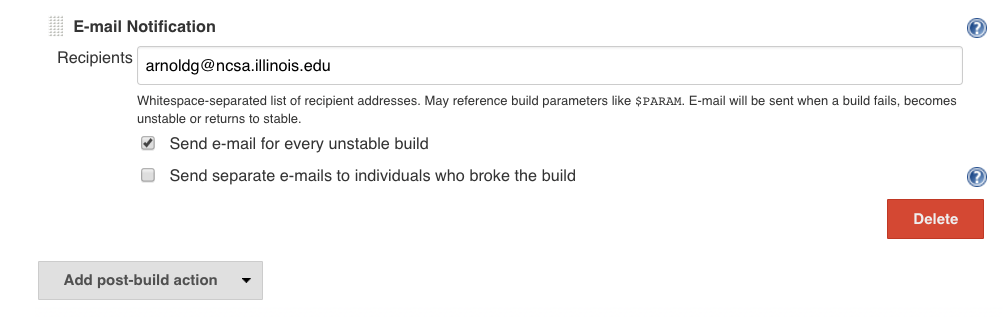 E-mail Notification
?
Recipients
arnoldg@ncsa.illinois.edu
Whitespace-separated list of recipient addresses. May reference build parameters like $PARAM. E-mail will be sent when a build fails, becomes
unstable or returns to stable.
Send e-mail for every unstable build
Send separate e-mails to individuals who broke the build
?
Delete
Add post-build action